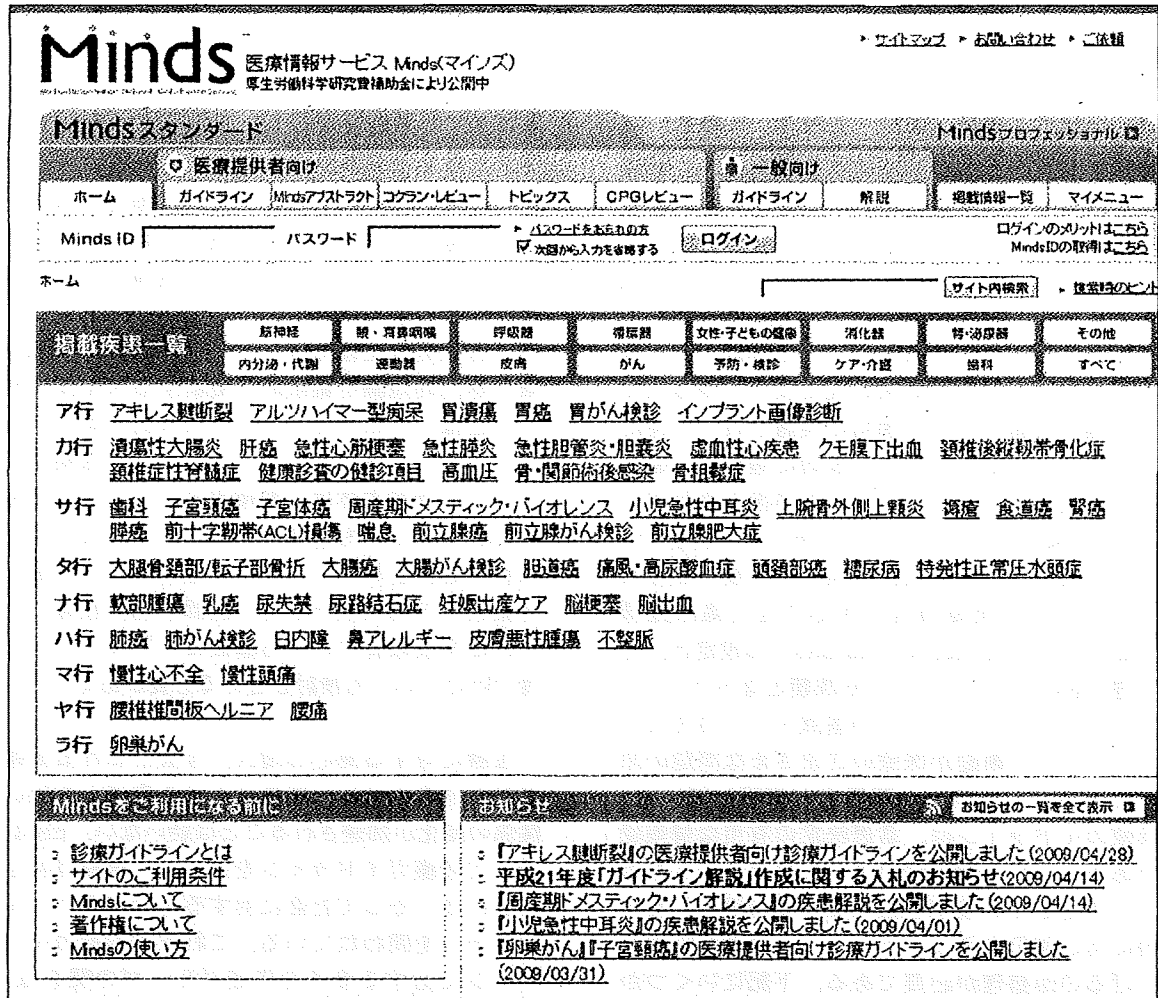 ▶ サイトマップ ▶ お問い合わせ ▶ ご依頼
Minds 医療情報サービス Minds(マインズ)
厚生労働科学研究費補助金により公開中
Mindsスタンダード Mindsプロフェッショナル
医療提供者向け 一般向け
ホーム ガイドライン Mindsアブストラクト コクラン・レビュー トピックス CPGレビュー ガイドライン 解説 掲載情報一覧 マイメニュー
Minds ID パスワード ▶ パスワードをお忘れの方 ログイン ログインのメリットはこちら
次回から入力を省略する Minds IDの取得はこちら
ホーム サイト内検索 ▶ 検索時のヒント
掲載疾患一覧
脳神経 眼・耳鼻咽喉 呼吸器 循環器 女性・子どもの健康 消化器 腎・泌尿器 その他
内分泌・代謝 運動器 皮膚 がん 予防・検診 ケア・介護 歯科 すべて
ア行 アキレス腱断裂 アルツハイマー型痴呆 胃潰瘍 胃癌 胃がん検診 インプラント画像診断
カ行 潰瘍性大腸炎 肝癌 急性心筋梗塞 急性膵炎 急性胆管炎・胆嚢炎 虚血性心疾患 クモ膜下出血 頚椎後縦靭帯骨化症
頚椎症性脊髄症 健康診査の健診項目 高血圧 骨・関節術後感染 骨粗鬆症
サ行 歯科 子宮頸癌 子宮体癌 周産期ドメスティック・バイオレンス 小児急性中耳炎 上腕骨外側上顆炎 褥瘡 食道癌 腎癌
膵癌 前十字靭帯(ACL)損傷 喘息 前立腺癌 前立腺がん検診 前立腺肥大症
タ行 大腿骨頚部/転子部骨折 大腸癌 大腸がん検診 胆道癌 痛風・高尿酸血症 頭頸部癌 糖尿病 特発性正常圧水頭症
ナ行 軟部腫瘍 乳癌 尿失禁 尿路結石症 妊娠出産ケア 脳梗塞 脳出血
ハ行 肺癌 肺がん検診 白内障 鼻アレルギー 皮膚悪性腫瘍 不整脈
マ行 慢性心不全 慢性頭痛
ヤ行 腰椎椎間板ヘルニア 腰痛
ラ行 卵巣がん
Mindsをご利用になる前に
: 診療ガイドラインとは
: サイトのご利用条件
: Mindsについて
: 著作権について
: Mindsの使い方
お知らせ お知らせの一覧を全て表示
: 『アキレス腱断裂』の医療提供者向け診療ガイドラインを公開しました(2009/04/28)
: 平成21年度「ガイドライン解説」作成に関する入札のお知らせ(2009/04/14)
: 『周産期ドメスティック・バイオレンス』の疾患解説を公開しました(2009/04/14)
: 『小児急性中耳炎』の疾患解説を公開しました(2009/04/01)
: 『卵巣がん』『子宮頸癌』の医療提供者向け診療ガイドラインを公開しました
(2009/03/31)